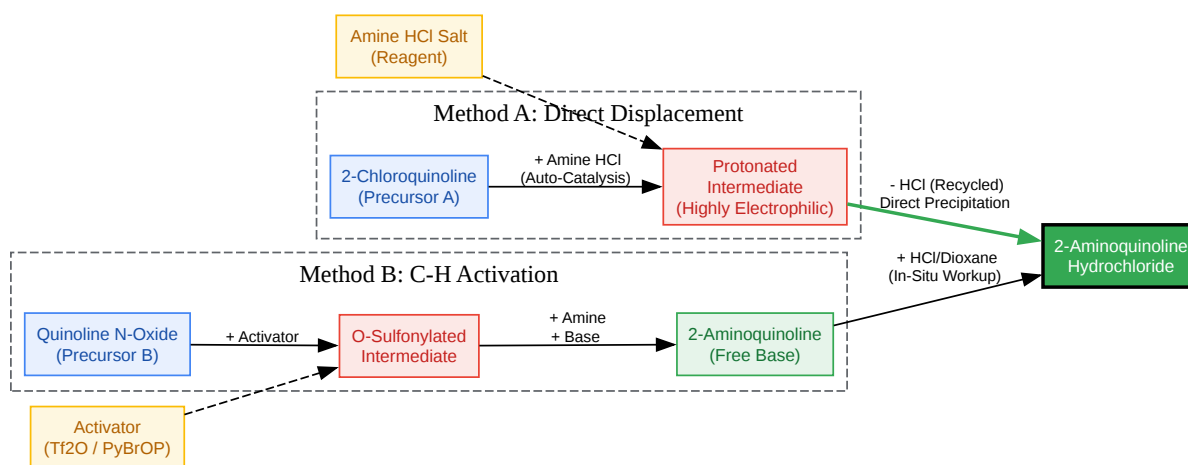 Amine HCl Salt
(Reagent)
Method A: Direct Displacement
2-Chloroquinoline
(Precursor A)
+ Amine HCl
(Auto-Catalysis)
Protonated
Intermediate
(Highly Electrophilic)
- HCl (Recycled)
Direct Precipitation
2-Aminoquinoline
Hydrochloride
+ HCl/Dioxane
(In-Situ Workup)
Method B: C-H Activation
Quinoline N-Oxide
(Precursor B)
+ Activator
O-Sulfonylated
Intermediate
+ Amine
+ Base
2-Aminoquinoline
(Free Base)
Activator
(Tf2O / PyBrOP)